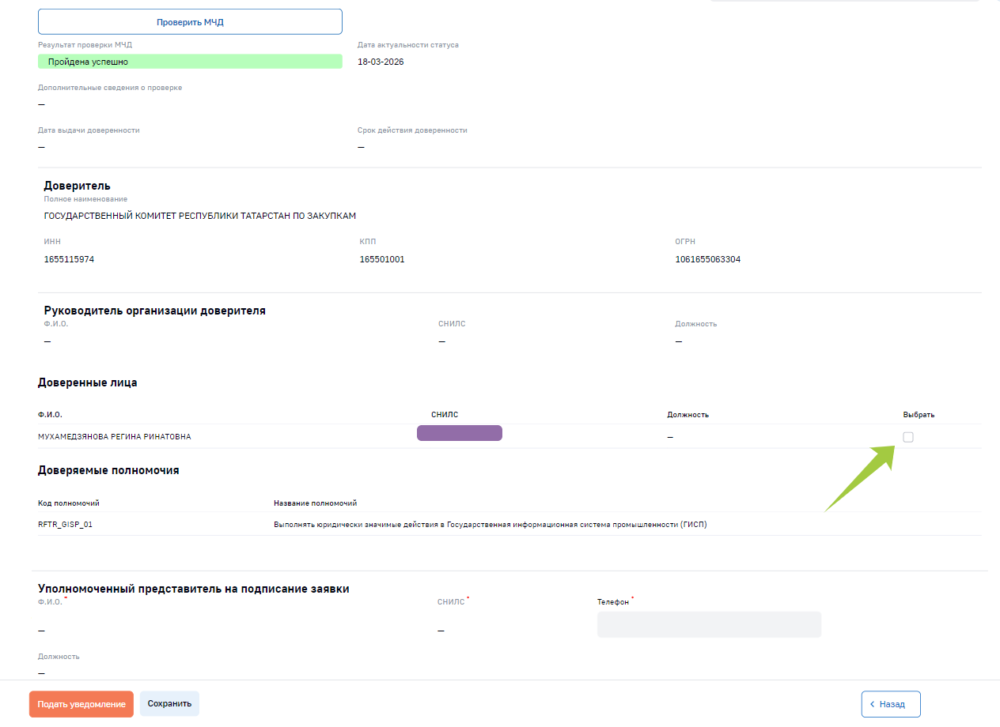 Проверить МЧД
Результат проверки МЧД
Дата актуальности статуса
Пройдена успешно
18-03-2026
Дополнительные сведения о проверке
—
Дата выдачи доверенности
Срок действия доверенности
—
—
Доверитель
Полное наименование
ГОСУДАРСТВЕННЫЙ КОМИТЕТ РЕСПУБЛИКИ ТАТАРСТАН ПО ЗАКУПКАМ
ИНН
КПП
ОГРН
1655115974
165501001
1061655063304
Руководитель организации доверителя
Ф.И.О.
СНИЛС
Должность
—
—
—
Доверенные лица
Ф.И.О.
СНИЛС
Должность
Выбрать
МУХАМЕДЗЯНОВА РЕГИНА РИНАТОВНА
—
Доверяемые полномочия
Код полномочий
Название полномочий
RFTR_GISP_01
Выполнять юридически значимые действия в Государственная информационная система промышленности (ГИСП)
Уполномоченный представитель на подписание заявки
Ф.И.О. *
СНИЛС *
Телефон *
—
—
Должность
—
Подать уведомление
Сохранить
Назад